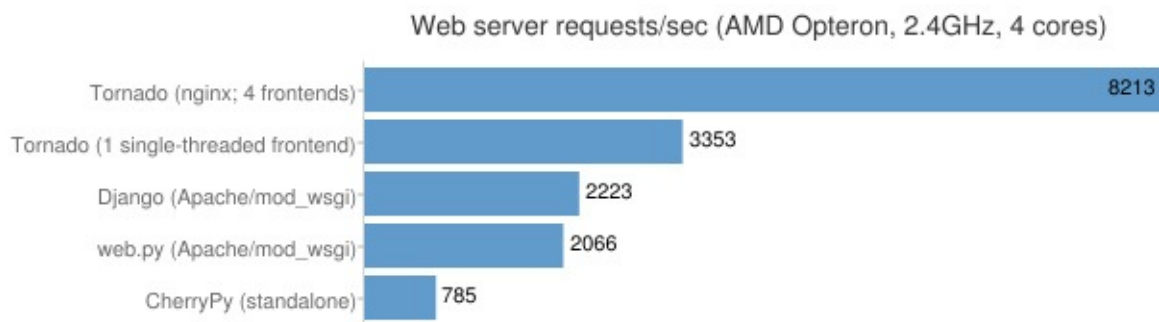 Web server requests/sec (AMD Opteron, 2.4GHz, 4 cores)
Tornado (nginx; 4 frontends) 8213
Tornado (1 single-threaded frontend) 3353
Django (Apache/mod_wsgi) 2223
web.py (Apache/mod_wsgi) 2066
CherryPy (standalone) 785